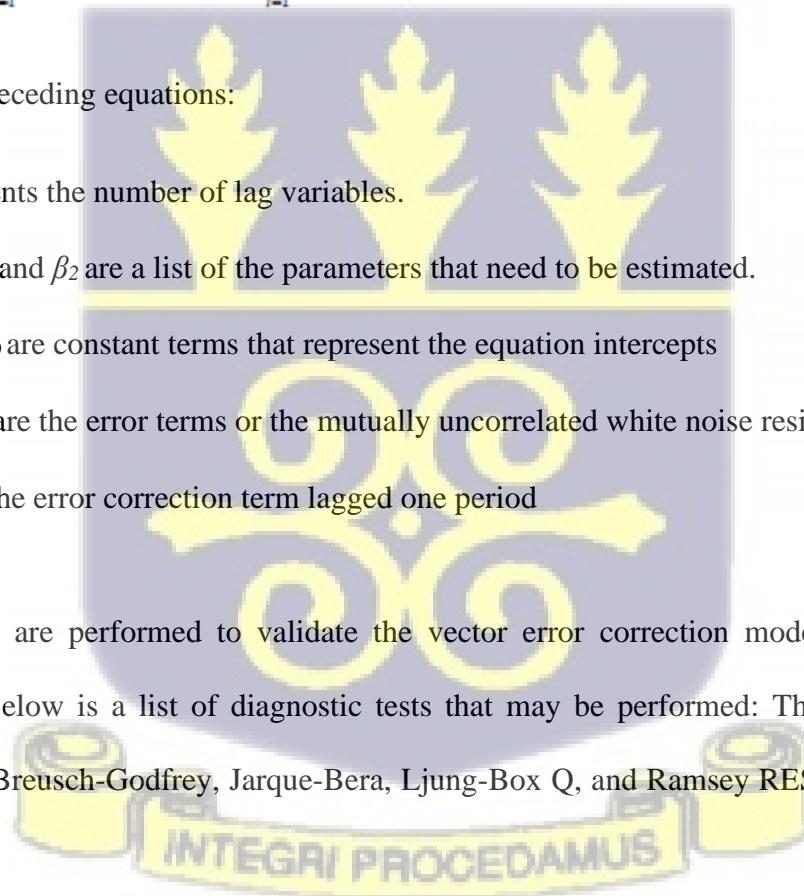 eceding equations:
nts the number of lag variables.
and β2 are a list of the parameters that need to be estimated.
are constant terms that represent the equation intercepts
are the error terms or the mutually uncorrelated white noise resi
he error correction term lagged one period
are performed to validate the vector error correction mode
elow is a list of diagnostic tests that may be performed: Th
Breusch-Godfrey, Jarque-Bera, Ljung-Box Q, and Ramsey RES
INTEGRI PROCEDAMUS